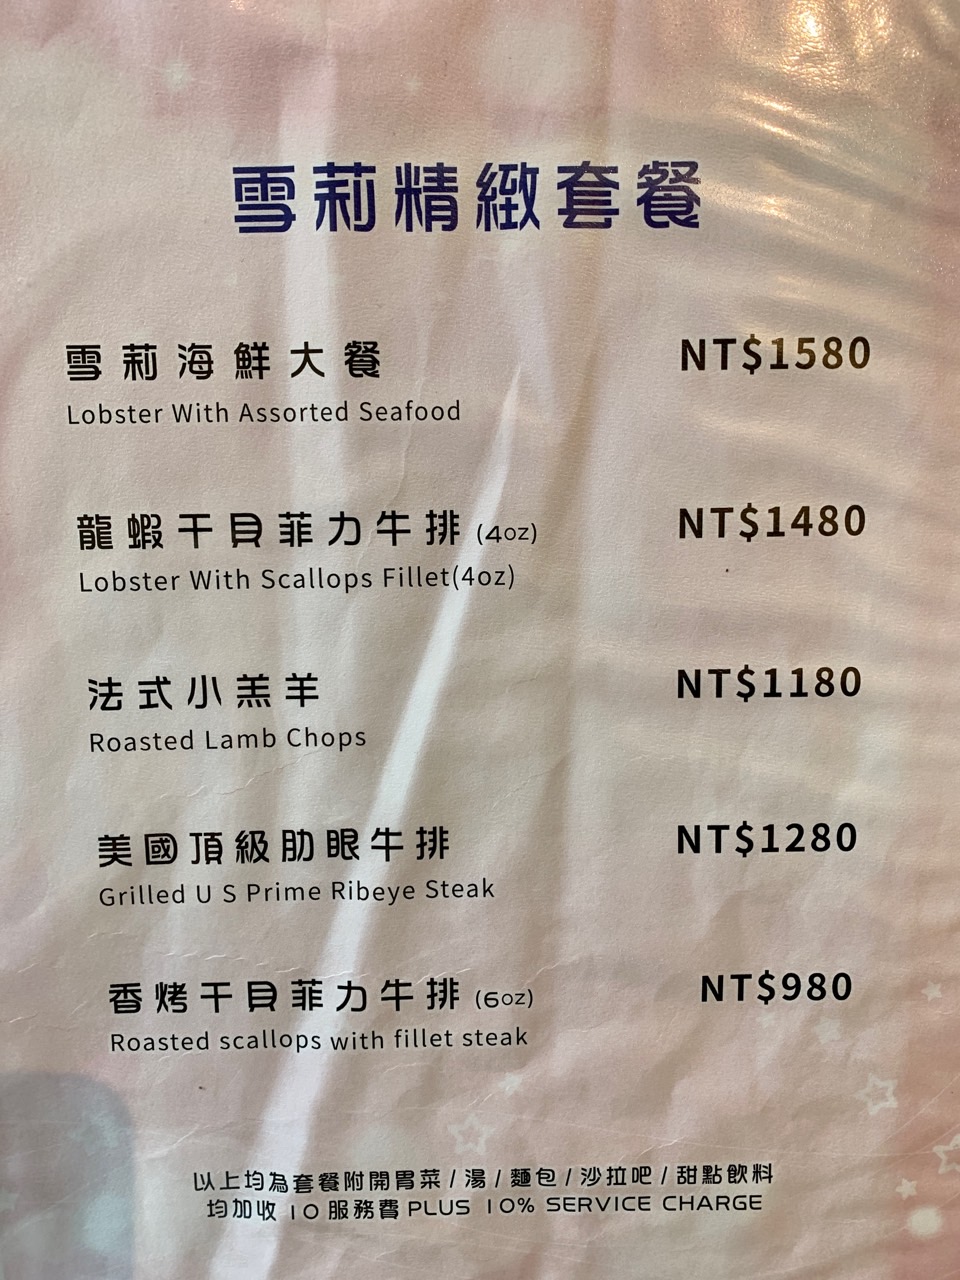 雪莉精緻套餐
雪莉海鮮大餐 NT$1580
Lobster With Assorted Seafood
龍蝦干貝菲力牛排 (4oz) NT$1480
Lobster With Scallops Fillet(4oz)
法式小羔羊 NT$1180
Roasted Lamb Chops
美國頂級肋眼牛排 NT$1280
Grilled U S Prime Ribeye Steak
香烤干貝菲力牛排 (6oz) NT$980
Roasted scallops with fillet steak
以上均為套餐附開胃菜 / 湯 / 麵包 / 沙拉吧 / 甜點飲料
均加收 10 服務費 PLUS 10% SERVICE CHARGE